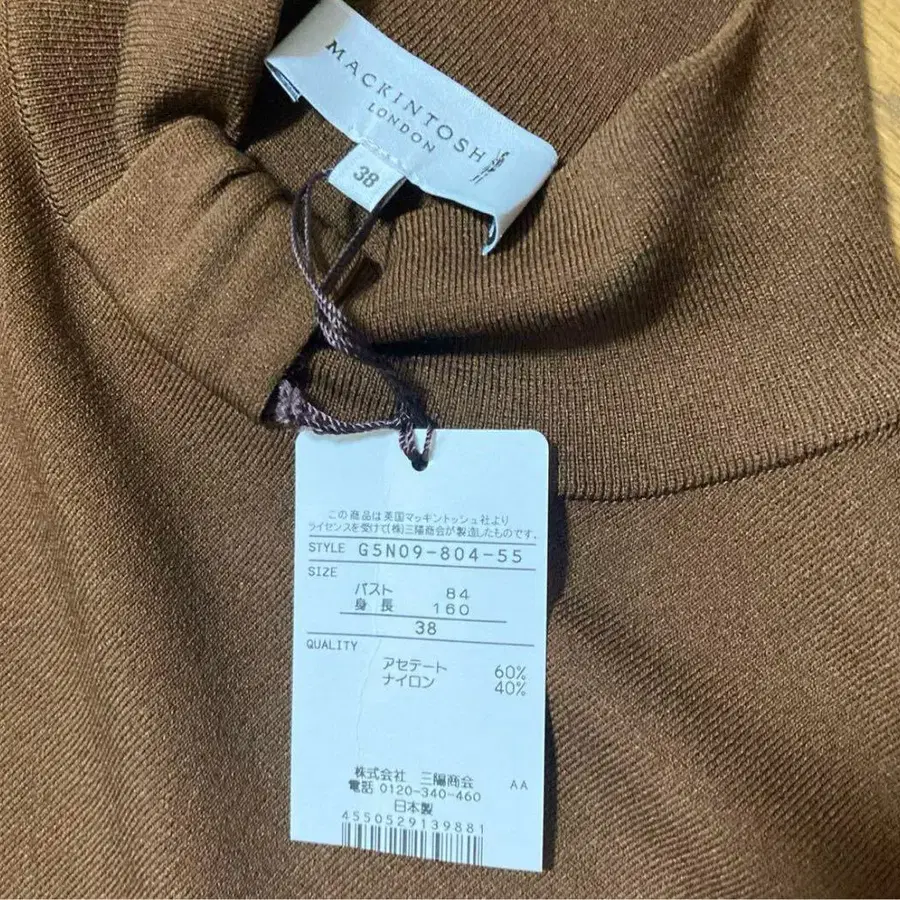 MACKINTOSH
LONDON
38
この商品は英国マッキントッシュ社より
ライセンスを受けて(株)三陽商会が製造したものです。
STYLE G5N09-804-55
SIZE
バスト 84
身長 160
38
QUALITY
アセテート 60%
ナイロン 40%
株式会社 三陽商会 AA
電話 0120-340-460
日本製
4550529139881